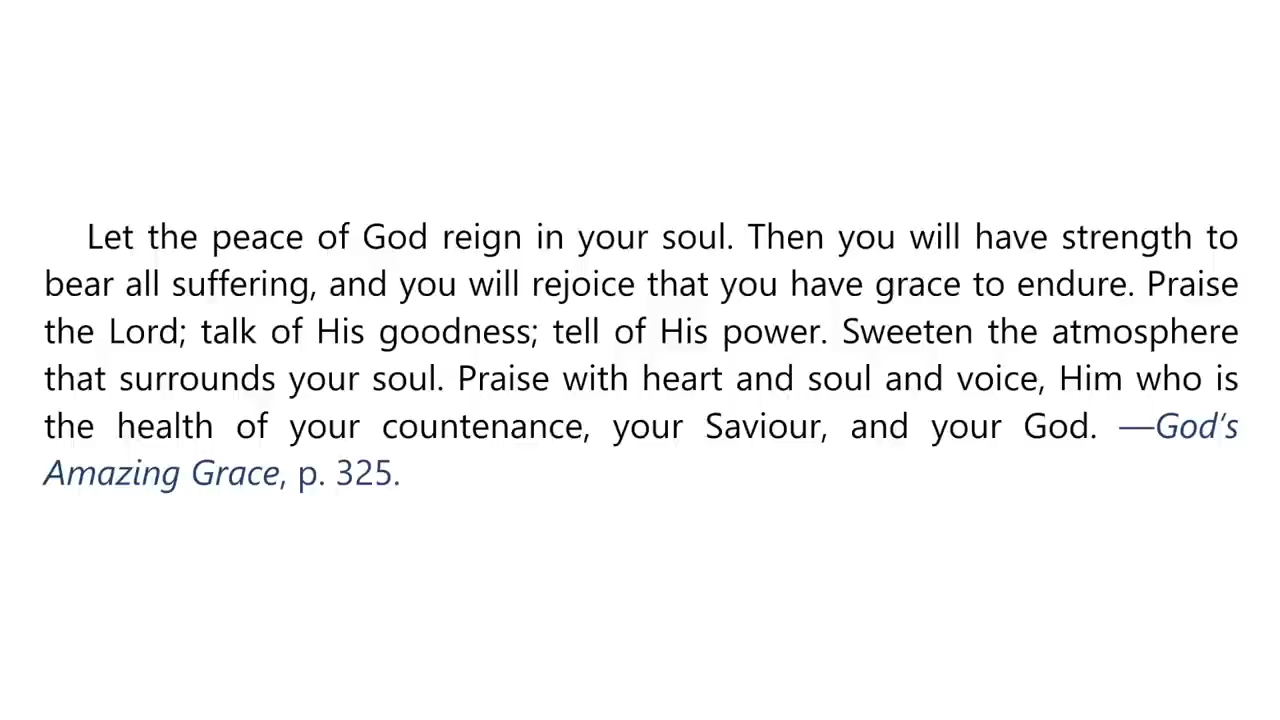 Let the peace of God reign in your soul. Then you will have strength to
bear all suffering, and you will rejoice that you have grace to endure. Praise
the Lord; talk of His goodness; tell of His power. Sweeten the atmosphere
that surrounds your soul. Praise with heart and soul and voice, Him who is
the health of your countenance, your Saviour, and your God. —God‘s
Amazing Grace, p. 325.